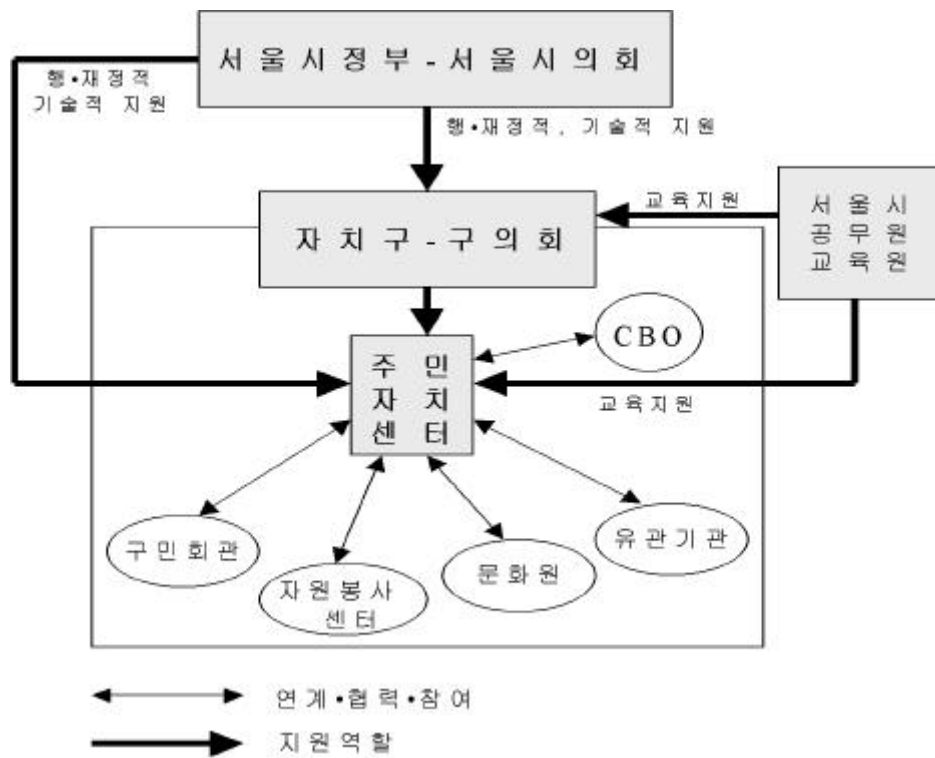 서울시정부-서울시의회
행•재정적
기술적 지원
행•재정적, 기술적 지원
교육지원
서울시
공무원
교육원
자치구-구의회
CBO
주민
자치
센터
교육지원
구민회관
자원봉사
센터
문화원
유관기관
연계•협력•참여
지원역할